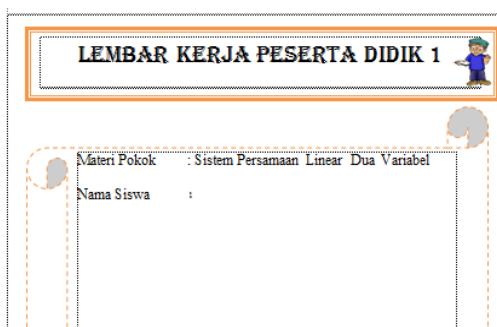 LEMBAR KERJA PESERTA DIDIK 1
Materi Pokok : Sistem Persamaan Linear Dua Variabel
Nama Siswa :